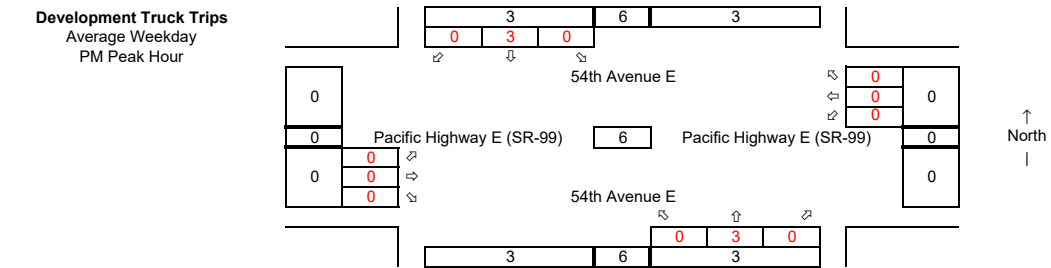 Development Truck Trips
Average Weekday
PM Peak Hour
3 6 3
0 3 0
⬃ ⇩ ⬂
54th Avenue E
⬁ 0
0 ⇦ 0 0
⬃ 0
↑
0 Pacific Highway E (SR-99) 6 Pacific Highway E (SR-99) 0 North
|
0 ⬀
0 0 ⇨ 0
0 ⬂
54th Avenue E
⬁ ⇧ ⬀
0 3 0
3 6 3